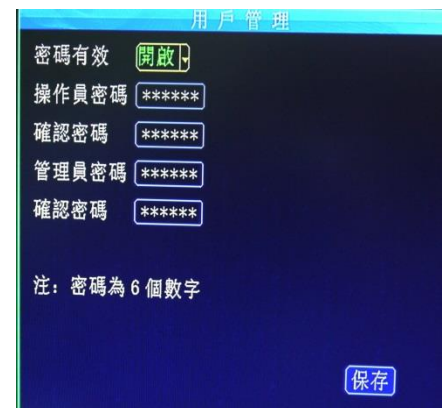 用戶管理
密碼有效 開啟
操作員密碼 ******
確認密碼 ******
管理員密碼 ******
確認密碼 ******
注: 密碼為 6 個數字
保存